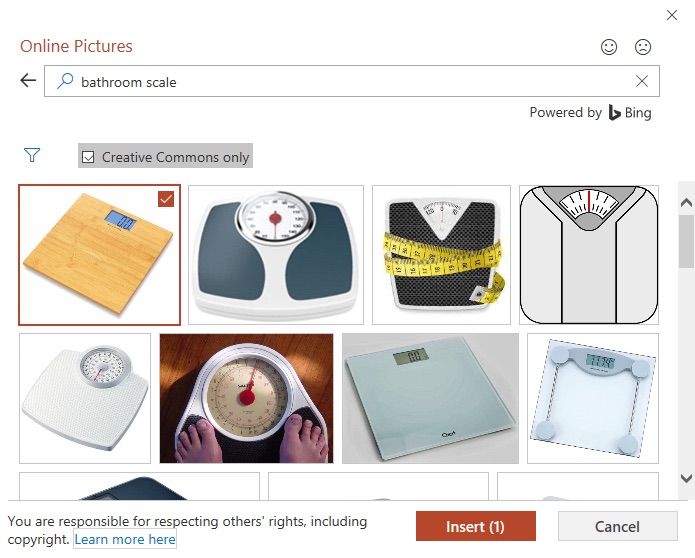 Online Pictures
bathroom scale
Powered by Bing
Creative Commons only
You are responsible for respecting others' rights, including
copyright. Learn more here
Insert (1)
Cancel